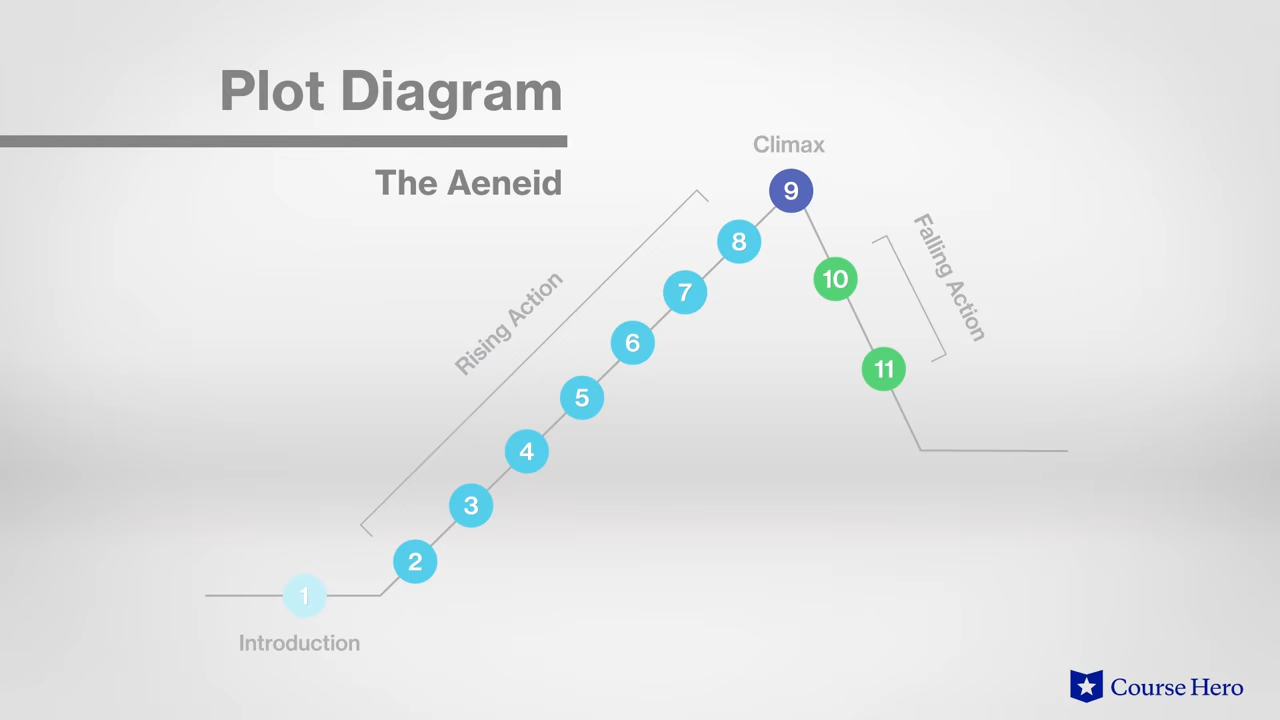 Plot Diagram
The Aeneid
Climax
9
8
7
6
5
4
3
2
1
10
11
Rising Action
Falling Action
Introduction
Course Hero